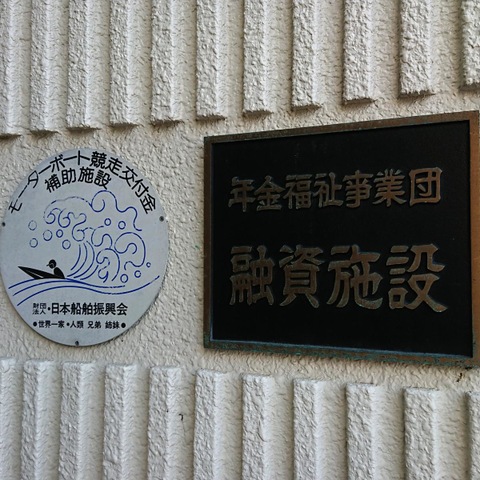 モーターボート競走交付金
補助施設
財団法人・日本船舶振興会
●世界一家・人類 兄弟 姉妹●
年金福祉事業団
融資施設